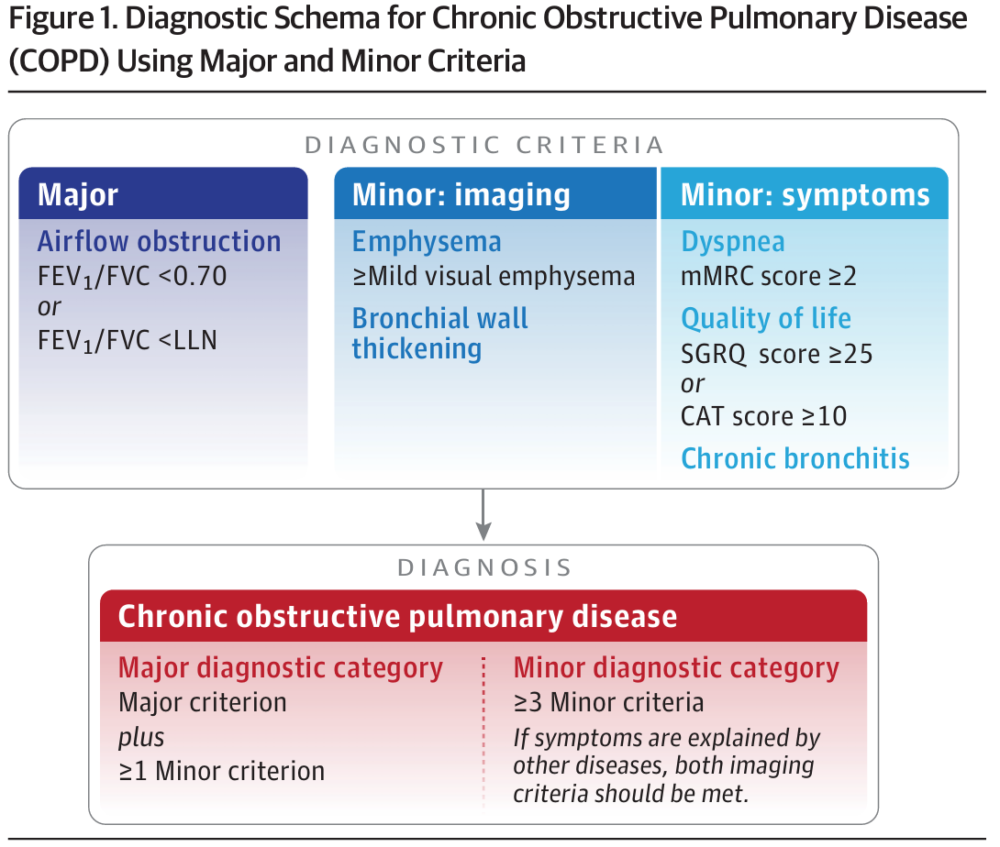 Figure 1. Diagnostic Schema for Chronic Obstructive Pulmonary Disease
(COPD) Using Major and Minor Criteria
DIAGNOSTIC CRITERIA
Major
Airflow obstruction
FEV₁/FVC <0.70
or
FEV₁/FVC <LLN
Minor: imaging
Emphysema
≥Mild visual emphysema
Bronchial wall
thickening
Minor: symptoms
Dyspnea
mMRC score ≥2
Quality of life
SGRQ score ≥25
or
CAT score ≥10
Chronic bronchitis
DIAGNOSIS
Chronic obstructive pulmonary disease
Major diagnostic category
Major criterion
plus
≥1 Minor criterion
Minor diagnostic category
≥3 Minor criteria
If symptoms are explained by
other diseases, both imaging
criteria should be met.